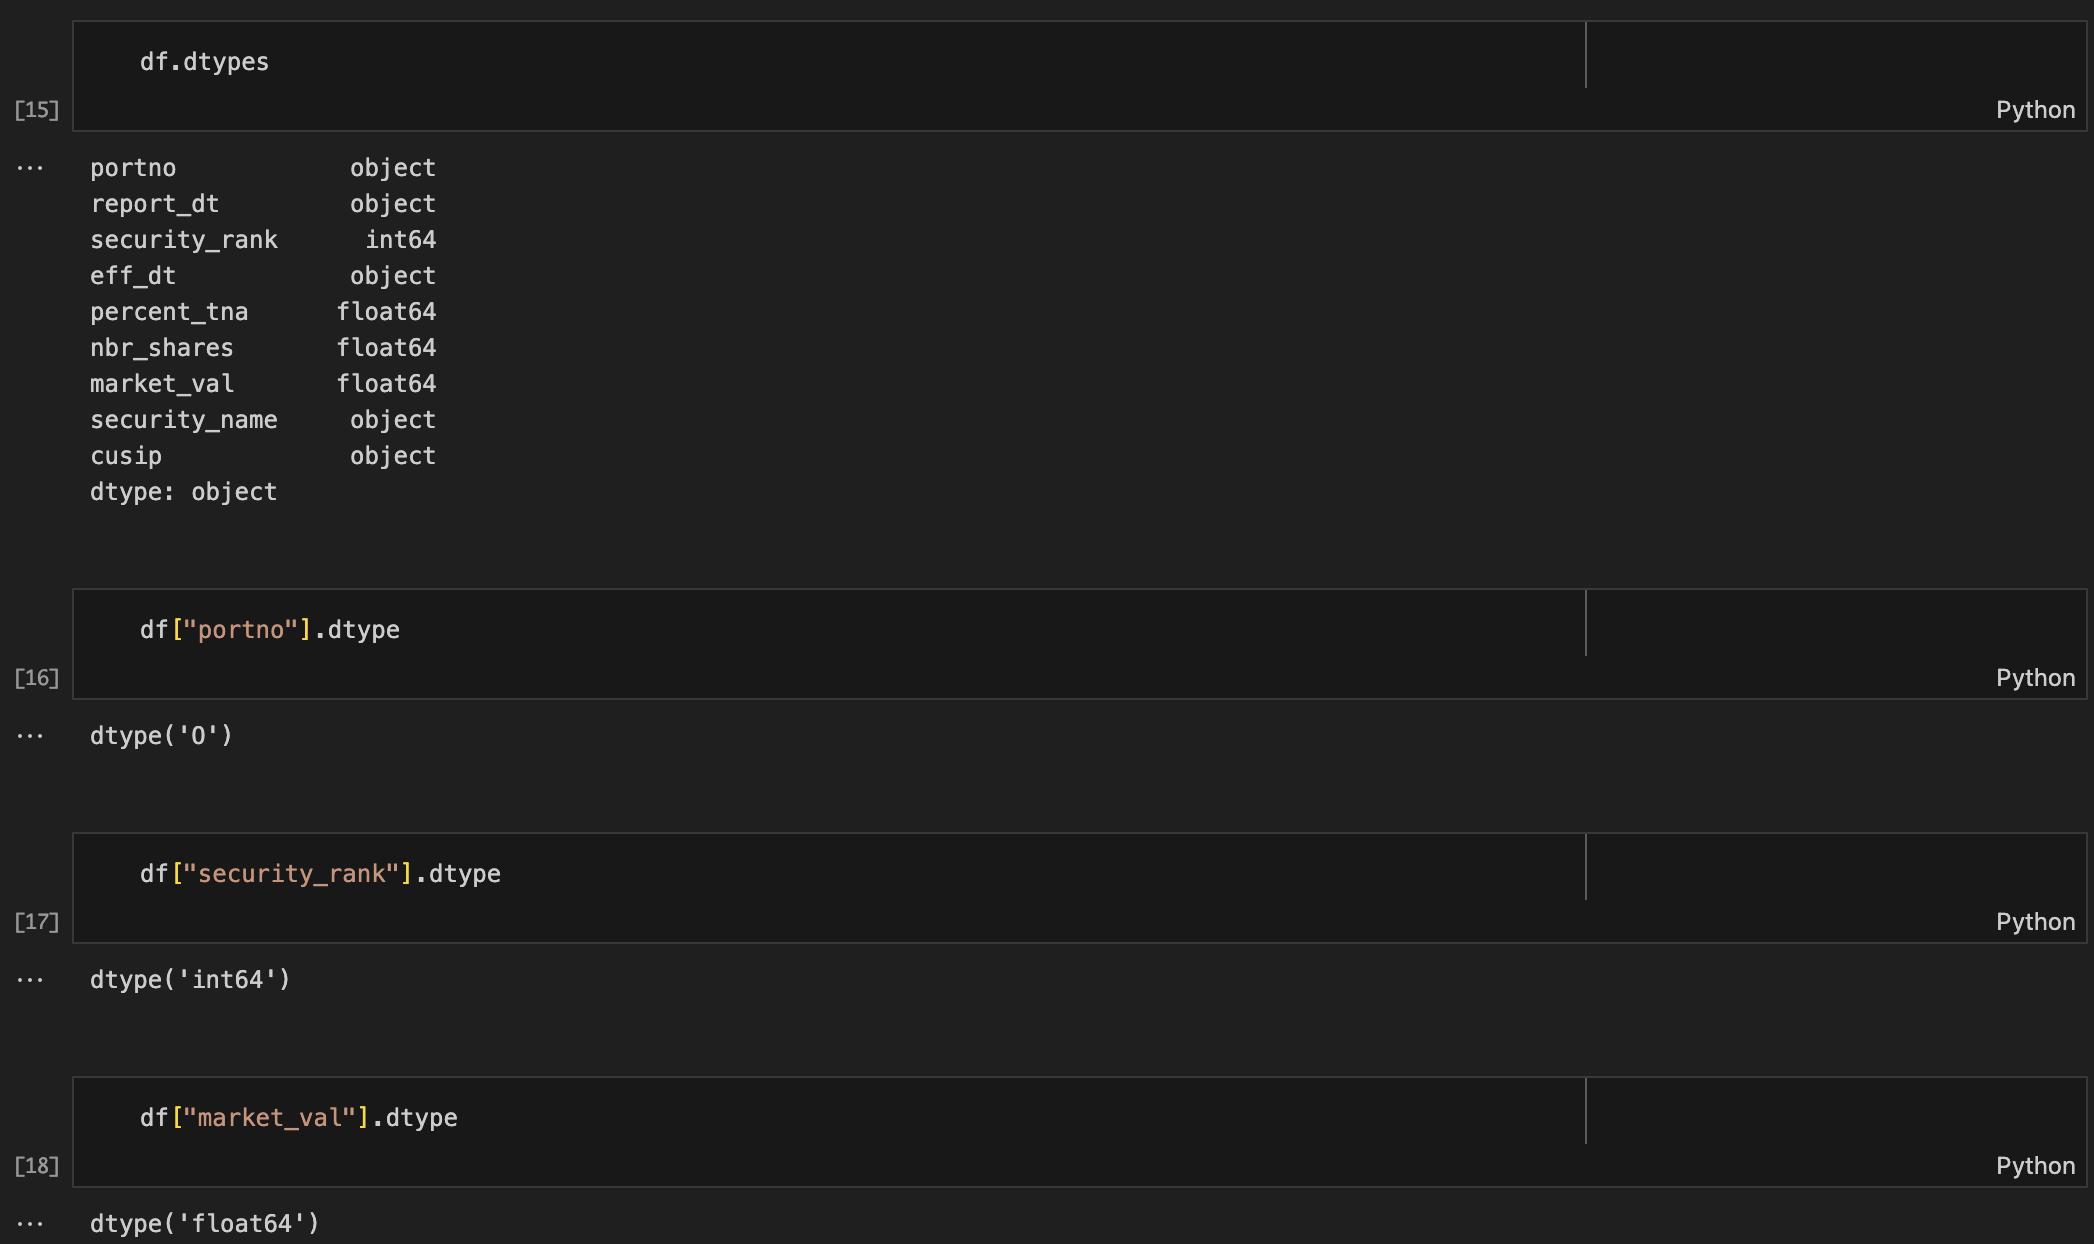 df.dtypes
[15]
Python
... portno object
report_dt object
security_rank int64
eff_dt object
percent_tna float64
nbr_shares float64
market_val float64
security_name object
cusip object
dtype: object
df["portno"].dtype
[16]
Python
... dtype('O')
df["security_rank"].dtype
[17]
Python
... dtype('int64')
df["market_val"].dtype
[18]
Python
... dtype('float64')